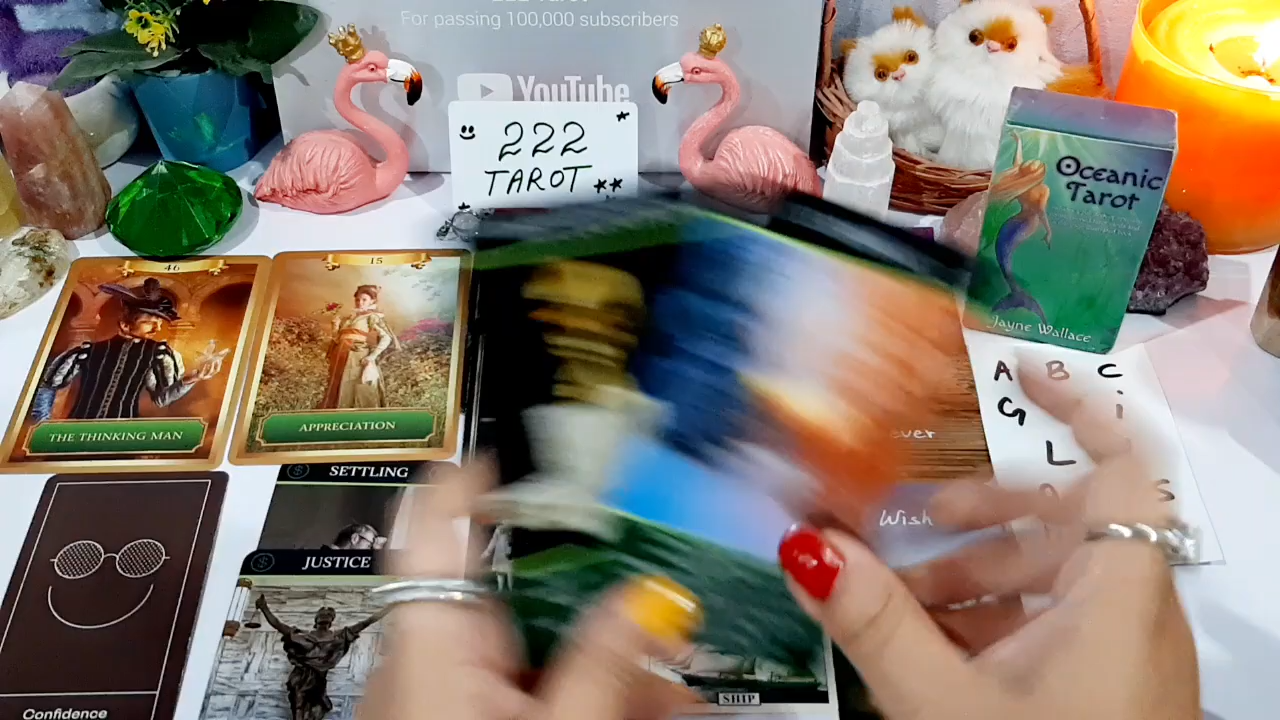 For passing 100,000 subscribers
YouTube
222
TAROT
Oceanic
Tarot
Jayne Wallace
46
THE THINKING MAN
15
APPRECIATION
SETTLING
JUSTICE
Confidence
ever
Wish
SHIP
A B C
G i
L
S